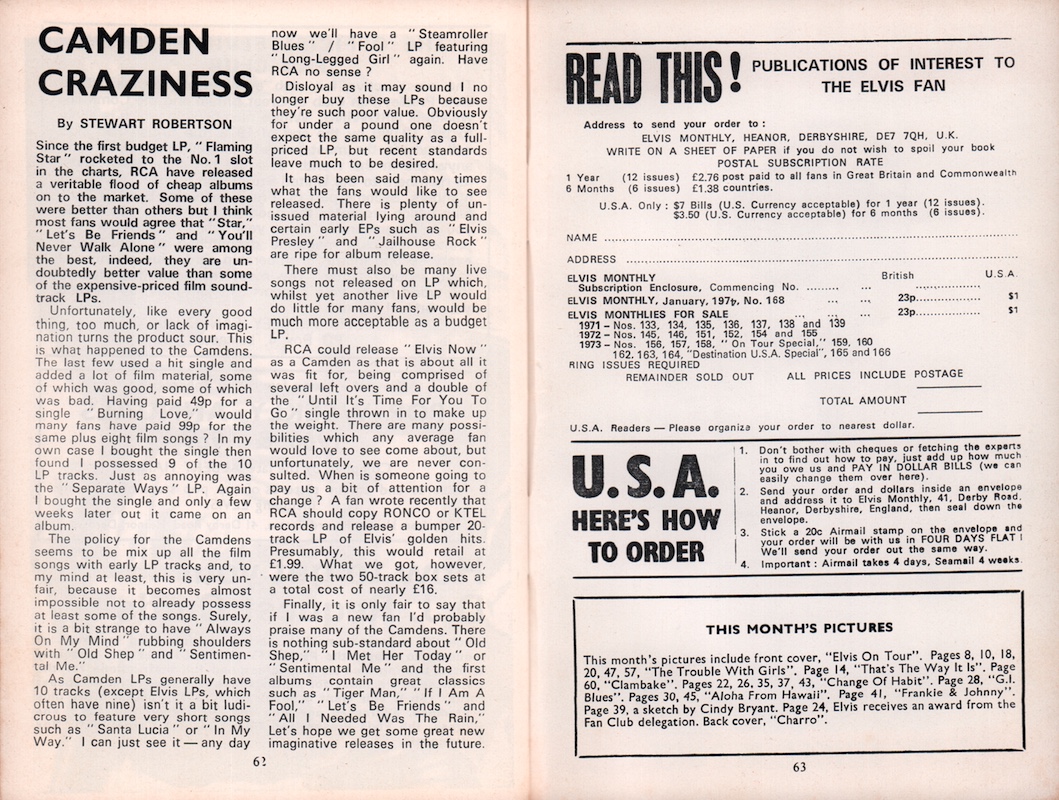 CAMDEN
CRAZINESS
By STEWART ROBERTSON
Since the first budget LP, "Flaming
Star" rocketed to the No. 1 slot
in the charts, RCA have released
a veritable flood of cheap albums
on to the market. Some of these
were better than others but I think
most fans would agree that "Star,"
"Let's Be Friends" and "You'll
Never Walk Alone" were among
the best, indeed, they are un-
doubtedly better value than some
of the expensive-priced film sound-
track LPs.
Unfortunately, like every good
thing, too much, or lack of imagi-
nation turns the product sour. This
is what happened to the Camdens.
The last few used a hit single and
added a lot of film material, some
of which was good, some of which
was bad. Having paid 49p for a
single "Burning Love," would
many fans have paid 99p for the
same plus eight film songs? In my
own case I bought the single then
found I possessed 9 of the 10
LP tracks. Just as annoying was
the "Separate Ways" LP. Again
I bought the single and only a few
weeks later out it came on an
album.
The policy for the Camdens
seems to be mix up all the film
songs with early LP tracks and, to
my mind at least, this is very un-
fair, because it becomes almost
impossible not to already possess
at least some of the songs. Surely,
it is a bit strange to have "Always
On My Mind" rubbing shoulders
with "Old Shep" and "Sentimen-
tal Me."
As Camden LPs generally have
10 tracks (except Elvis LPs, which
often have nine) isn't it a bit ludi-
crous to feature very short songs
such as "Santa Lucia" or "In My
Way." I can just see it — any day
now we'll have a "Steamroller
Blues" / "Fool" LP featuring
"Long-Legged Girl" again. Have
RCA no sense?
Disloyal as it may sound I no
longer buy these LPs because
they're such poor value. Obviously
for under a pound one doesn't
expect the same quality as a full-
priced LP, but recent standards
leave much to be desired.
It has been said many times
what the fans would like to see
released. There is plenty of un-
issued material lying around and
certain early EPs such as "Elvis
Presley" and "Jailhouse Rock"
are ripe for album release.
There must also be many live
songs not released on LP which,
whilst yet another live LP would
do little for many fans, would be
much more acceptable as a budget
LP.
RCA could release "Elvis Now"
as a Camden as that is about all it
was fit for, being comprised of
several left overs and a double of
the "Until It's Time For You To
Go" single thrown in to make up
the weight. There are many possi-
bilities which any average fan
would love to see come about, but
unfortunately, we are never con-
sulted. When is someone going to
pay us a bit of attention for a
change? A fan wrote recently that
RCA should copy RONCO or KTEL
records and release a bumper 20-
track LP of Elvis' golden hits.
Presumably, this would retail at
£1.99. What we got, however,
were the two 50-track box sets at
a total cost of nearly £16.
Finally, it is only fair to say that
if I was a new fan I'd probably
praise many of the Camdens. There
is nothing sub-standard about "Old
Shep," "I Met Her Today" or
"Sentimental Me" and the first
albums contain great classics
such as "Tiger Man," "If I Am A
Fool," "Let's Be Friends" and
"All I Needed Was The Rain,"
Let's hope we get some great new
imaginative releases in the future.
62
READ THIS! PUBLICATIONS OF INTEREST TO
THE ELVIS FAN
Address to send your order to :
ELVIS MONTHLY, HEANOR, DERBYSHIRE, DE7 7QH, U.K.
WRITE ON A SHEET OF PAPER if you do not wish to spoil your book
POSTAL SUBSCRIPTION RATE
1 Year (12 issues) £2.76 post paid to all fans in Great Britain and Commonwealth
6 Months (6 issues) £1.38 countries.
U.S.A. Only : $7 Bills (U.S. Currency acceptable) for 1 year (12 issues).
$3.50 (U.S. Currency acceptable) for 6 months (6 issues).
NAME
ADDRESS
ELVIS MONTHLY British U.S.A.
Subscription Enclosure, Commencing No. ......... ... ................
ELVIS MONTHLY, January, 1974, No. 168 ... ... 23p................ $1
ELVIS MONTHLIES FOR SALE ... ... ... 23p................ $1
1971 – Nos. 133, 134, 135, 136, 137, 138 and 139
1972 – Nos. 145, 146, 151, 152, 154 and 155
1973 – Nos. 156, 157, 158, "On Tour Special," 159, 160
162, 163, 164, "Destination U.S.A. Special", 165 and 166
RING ISSUES REQUIRED
REMAINDER SOLD OUT ALL PRICES INCLUDE POSTAGE
TOTAL AMOUNT
U.S.A. Readers — Please organize your order to nearest dollar.
U.S.A.
HERE'S HOW
TO ORDER
1. Don't bother with cheques or fetching the experts
in to find out how to pay, just add up how much
you owe us and PAY IN DOLLAR BILLS (we can
easily change them over here).
2. Send your order and dollars inside an envelope
and address it to Elvis Monthly, 41, Derby Road,
Heanor, Derbyshire, England, then seal down the
envelope.
3. Stick a 20c Airmail stamp on the envelope and
your order will be with us in FOUR DAYS FLAT !
We'll send your order out the same way.
4. Important : Airmail takes 4 days, Seamail 4 weeks.
THIS MONTH'S PICTURES
This month's pictures include front cover, "Elvis On Tour". Pages 8, 10, 18,
20, 47, 57, "The Trouble With Girls". Page 14, "That's The Way It Is". Page
60, "Clambake". Pages 22, 26, 35, 37, 43, "Change Of Habit". Page 28, "G.I.
Blues". Pages 30, 45, "Aloha From Hawaii". Page 41, "Frankie & Johnny".
Page 39, a sketch by Cindy Bryant. Page 24, Elvis receives an award from the
Fan Club delegation. Back cover, "Charro".
63